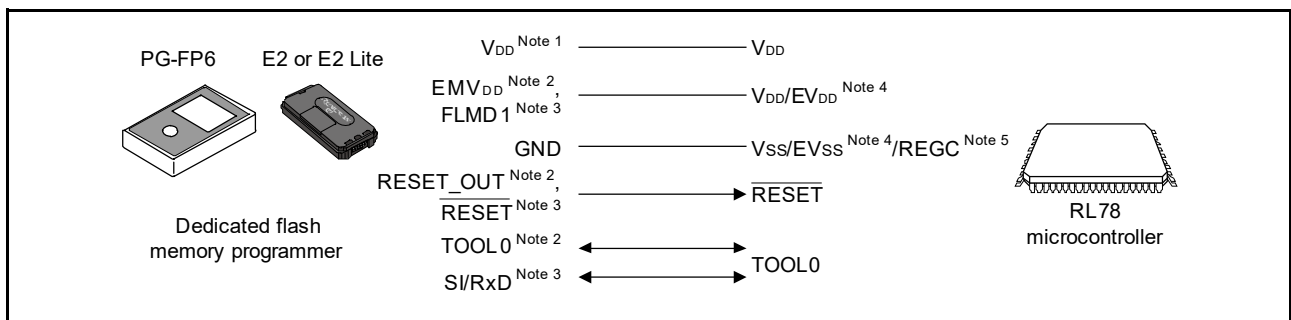 PG-FP6
E2 or E2 Lite
Dedicated flash
memory programmer
VDD Note 1
VDD
EMVDD Note 2,
FLMD1 Note 3
VDD/EVDD Note 4
GND
VSS/EVSS Note 4/REGC Note 5
RESET_OUT Note 2,
RESET Note 3
RESET
TOOL0 Note 2
SI/RxD Note 3
TOOL0
RL78
microcontroller